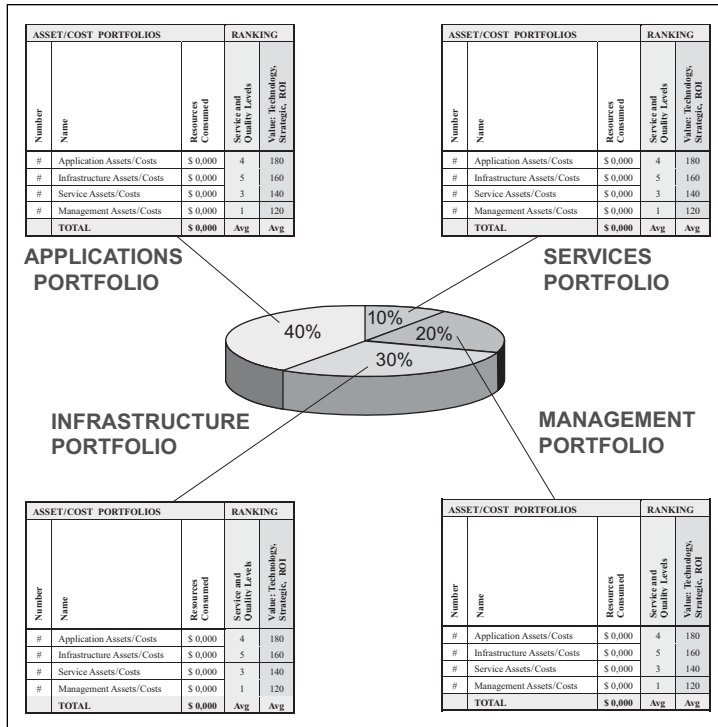 ASSET/COST PORTFOLIOS RANKING
Number Name Resources Consumed Service and Quality Levels Value: Technology, Strategic, ROI
# Application Assets/Costs $ 0,000 4 180
# Infrastructure Assets/Costs $ 0,000 5 160
# Service Assets/Costs $ 0,000 3 140
# Management Assets/Costs $ 0,000 1 120
TOTAL $ 0,000 Avg Avg
APPLICATIONS
PORTFOLIO
ASSET/COST PORTFOLIOS RANKING
Number Name Resources Consumed Service and Quality Levels Value: Technology, Strategic, ROI
# Application Assets/Costs $ 0,000 4 180
# Infrastructure Assets/Costs $ 0,000 5 160
# Service Assets/Costs $ 0,000 3 140
# Management Assets/Costs $ 0,000 1 120
TOTAL $ 0,000 Avg Avg
SERVICES
PORTFOLIO
40%
10%
20%
30%
INFRASTRUCTURE
PORTFOLIO
MANAGEMENT
PORTFOLIO
ASSET/COST PORTFOLIOS RANKING
Number Name Resources Consumed Service and Quality Levels Value: Technology, Strategic, ROI
# Application Assets/Costs $ 0,000 4 180
# Infrastructure Assets/Costs $ 0,000 5 160
# Service Assets/Costs $ 0,000 3 140
# Management Assets/Costs $ 0,000 1 120
TOTAL $ 0,000 Avg Avg
ASSET/COST PORTFOLIOS RANKING
Number Name Resources Consumed Service and Quality Levels Value: Technology, Strategic, ROI
# Application Assets/Costs $ 0,000 4 180
# Infrastructure Assets/Costs $ 0,000 5 160
# Service Assets/Costs $ 0,000 3 140
# Management Assets/Costs $ 0,000 1 120
TOTAL $ 0,000 Avg Avg